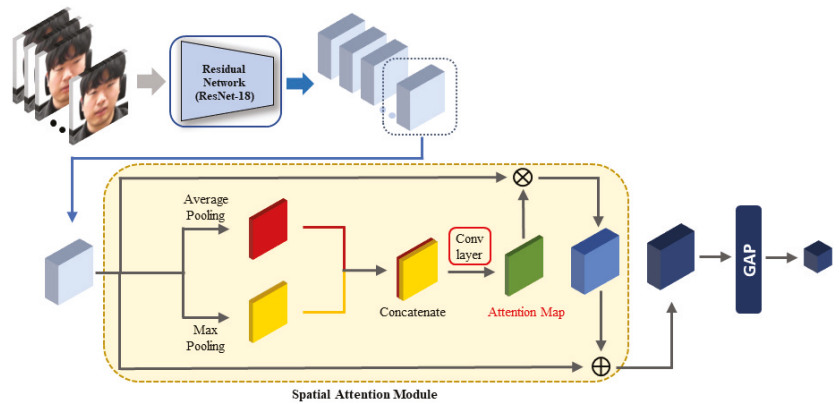 Residual
Network
(ResNet-18)
Average
Pooling
Max
Pooling
Concatenate
Conv
layer
Attention Map
GAP
Spatial Attention Module